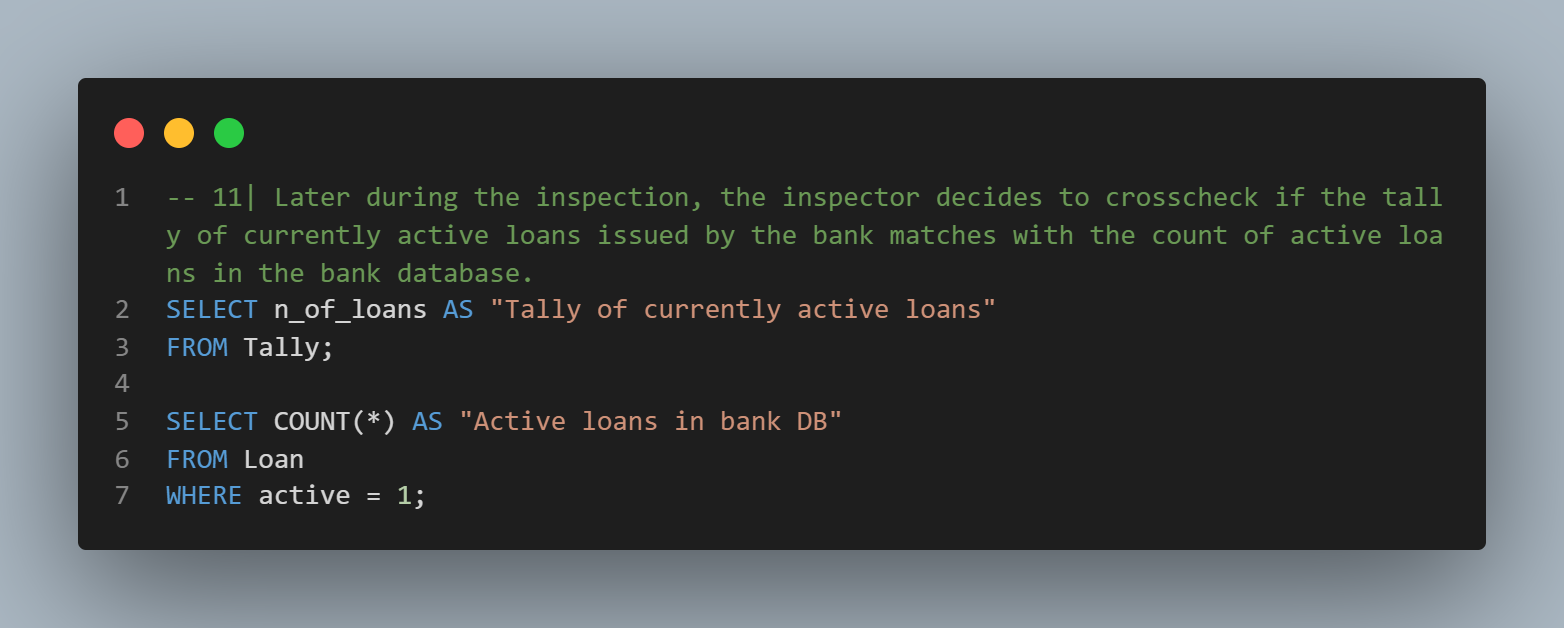 1 -- 11| Later during the inspection, the inspector decides to crosscheck if the tall
y of currently active loans issued by the bank matches with the count of active loa
ns in the bank database.
2 SELECT n_of_loans AS "Tally of currently active loans"
3 FROM Tally;
4
5 SELECT COUNT(*) AS "Active loans in bank DB"
6 FROM Loan
7 WHERE active = 1;